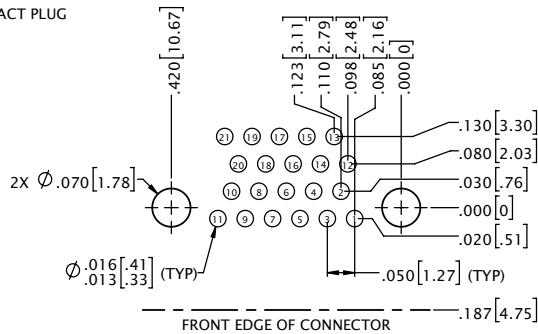 ACT PLUG
.420[10.67]
.123[3.11]
.110[2.79]
.098[2.48]
.085[2.16]
.000[0]
21 19 17 15 13
.130[3.30]
20 18 16 14 12
.080[2.03]
2X Ø.070[1.78]
10 8 6 4 2
.030[.76]
.000[0]
11 9 7 5 3 1
.020[.51]
Ø.016[.41]
.013[.33] (TYP)
.050[1.27] (TYP)
.187[4.75]
FRONT EDGE OF CONNECTOR